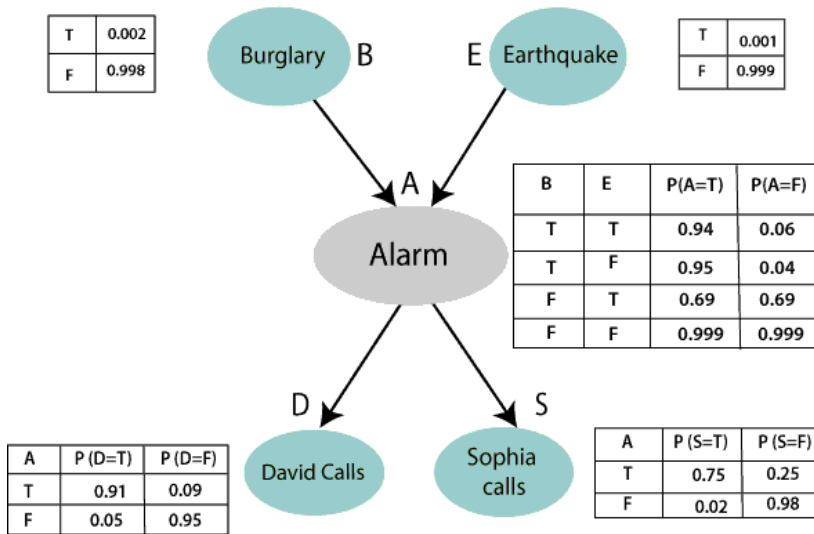 T 0.002
F 0.998
Burglary B
E Earthquake
T 0.001
F 0.999
A
Alarm
B E P(A=T) P(A=F)
T T 0.94 0.06
T F 0.95 0.04
F T 0.69 0.69
F F 0.999 0.999
D
S
A P (D=T) P (D=F)
T 0.91 0.09
F 0.05 0.95
David Calls
Sophia
calls
A P (S=T) P (S=F)
T 0.75 0.25
F 0.02 0.98